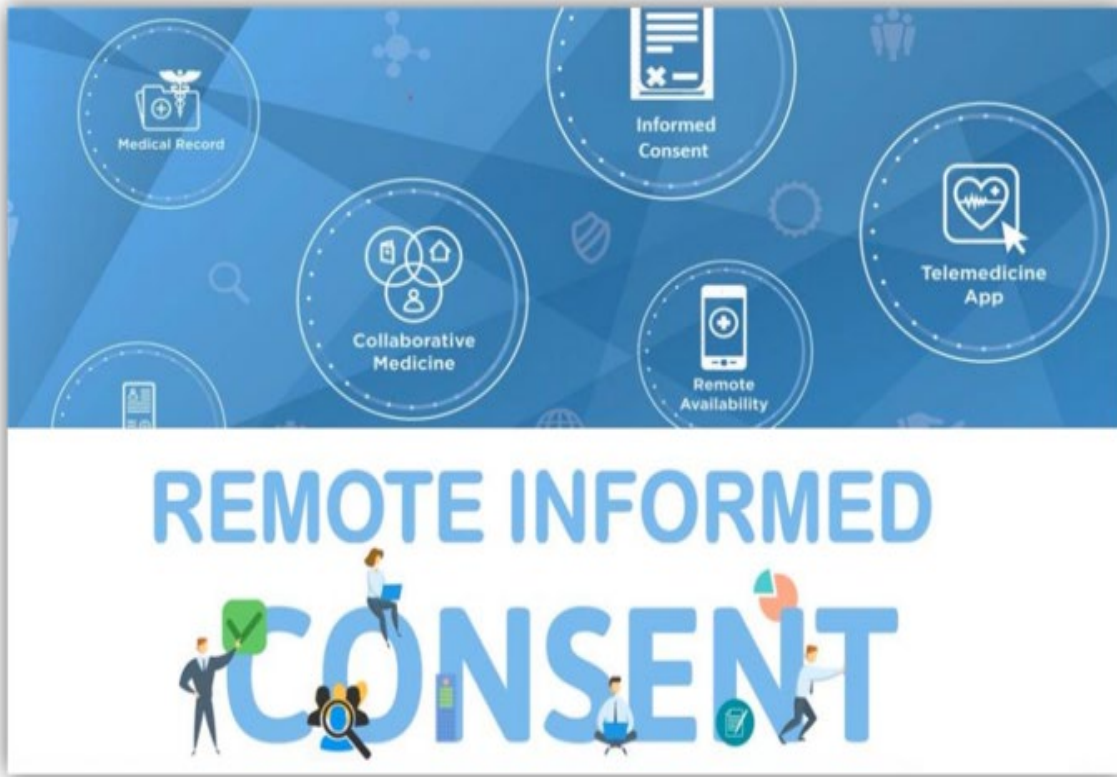 Medical Record
Informed
Consent
Telemedicine
App
Collaborative
Medicine
Remote
Availability
REMOTE INFORMED
CONSENT